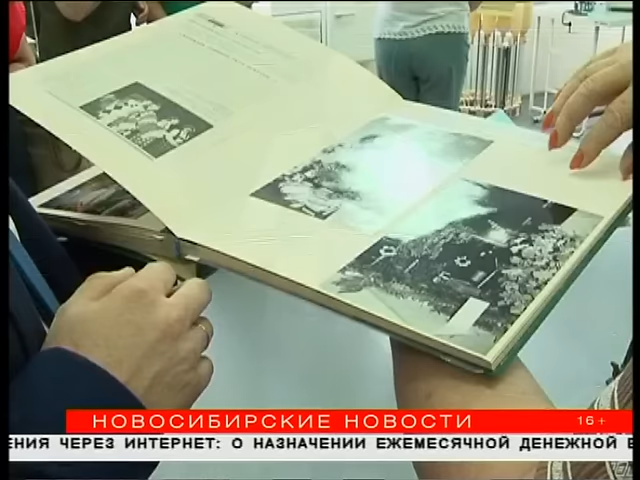 НОВОСИБИРСКИЕ НОВОСТИ 16+
ЕНИЯ ЧЕРЕЗ ИНТЕРНЕТ: О НАЗНАЧЕНИИ ЕЖЕМЕСЯЧНОЙ ДЕНЕЖНОЙ В